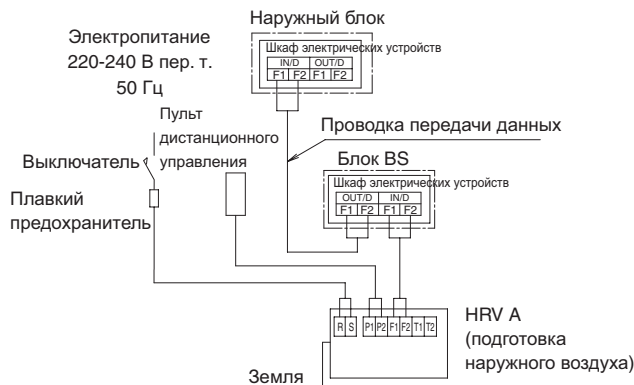 Наружный блок
Электропитание
220-240 В пер. т.
50 Гц
Шкаф электрических устройств
IN/D OUT/D
F1 F2 F1 F2
Пульт
дистанционного
управления
Проводка передачи данных
Выключатель
Блок BS
Шкаф электрических устройств
OUT/D IN/D
F1 F2 F1 F2
Плавкий
предохранитель
R S P1 P2 F1 F2 T1 T2
HRV A
(подготовка
наружного воздуха)
Земля